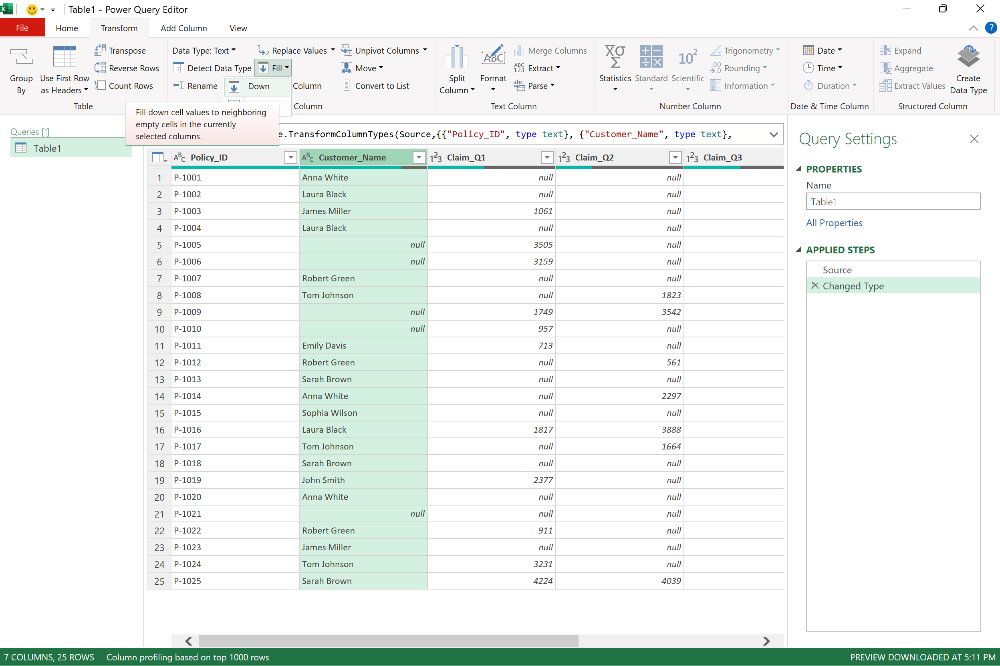 Table1 - Power Query Editor
File Home Transform Add Column View
Group By
Use First Row as Headers
Transpose
Reverse Rows
Count Rows
Table
Data Type: Text
Detect Data Type
Rename
Replace Values
Fill
Down
Column
Unpivot Columns
Move
Convert to List
Column
Split Column
Format
Merge Columns
Extract
Parse
Text Column
Statistics
Standard
Scientific
Trigonometry
Rounding
Information
Number Column
Date
Time
Duration
Date & Time Column
Expand
Aggregate
Extract Values
Create Data Type
Structured Column
Fill down cell values to neighboring
empty cells in the currently
selected columns.
Queries [1]
Table1
e.TransformColumnTypes(Source,{{"Policy_ID", type text}, {"Customer_Name", type text},
Policy_ID Customer_Name Claim_Q1 Claim_Q2 Claim_Q3
1 P-1001 Anna White null null
2 P-1002 Laura Black null null
3 P-1003 James Miller 1061 null
4 P-1004 Laura Black null null
5 P-1005 null 3505 null
6 P-1006 null 3159 null
7 P-1007 Robert Green null null
8 P-1008 Tom Johnson null 1823
9 P-1009 null 1749 3542
10 P-1010 null 957 null
11 P-1011 Emily Davis 713 null
12 P-1012 Robert Green null 561
13 P-1013 Sarah Brown null null
14 P-1014 Anna White null 2297
15 P-1015 Sophia Wilson null null
16 P-1016 Laura Black 1817 3888
17 P-1017 Tom Johnson null 1664
18 P-1018 Sarah Brown null null
19 P-1019 John Smith 2377 null
20 P-1020 Anna White null null
21 P-1021 null null null
22 P-1022 Robert Green 911 null
23 P-1023 James Miller null null
24 P-1024 Tom Johnson 3231 null
25 P-1025 Sarah Brown 4224 4039
Query Settings
PROPERTIES
Name
Table1
All Properties
APPLIED STEPS
Source
Changed Type
7 COLUMNS, 25 ROWS Column profiling based on top 1000 rows PREVIEW DOWNLOADED AT 5:11 PM